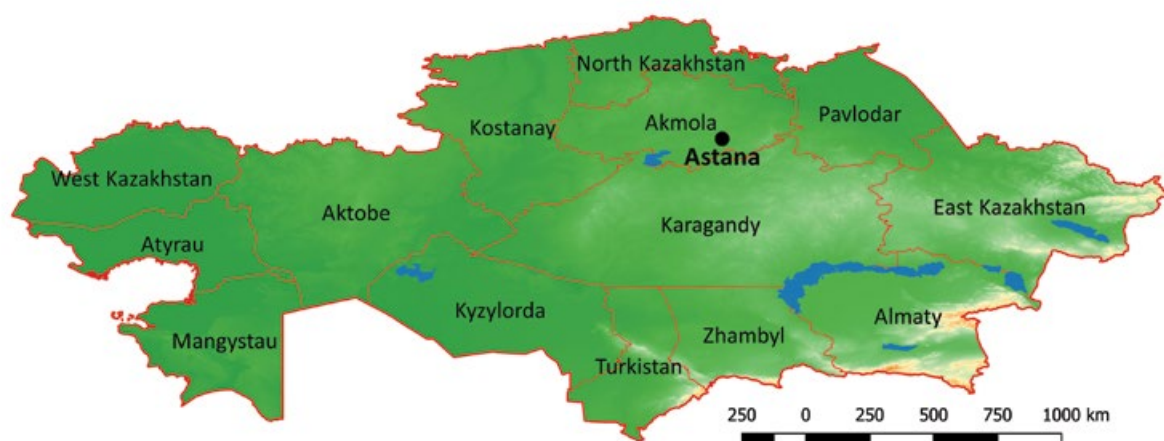 North Kazakhstan
Kostanay
Akmola
Pavlodar
Astana
West Kazakhstan
Aktobe
Karagandy
East Kazakhstan
Atyrau
Kyzylorda
Zhambyl
Almaty
Mangystau
Turkistan
250 0 250 500 750 1000 km